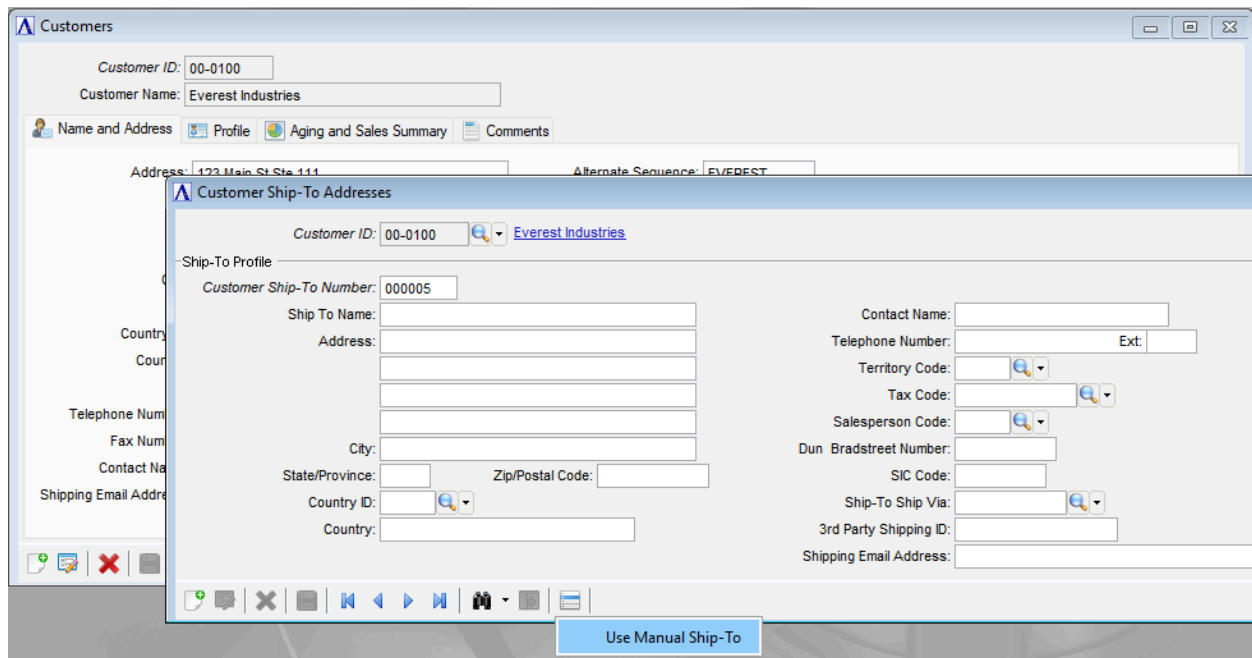 Customers
Customer ID: 00-0100
Customer Name: Everest Industries
Name and Address Profile Aging and Sales Summary Comments
Address: 123 Main St Ste 111 Alternate Sequence: EVEREST
Country
Coun
Telephone Num
Fax Num
Contact Na
Shipping Email Addre
Customer Ship-To Addresses
Customer ID: 00-0100 Everest Industries
Ship-To Profile
Customer Ship-To Number: 000005
Ship To Name: Contact Name:
Address: Telephone Number: Ext:
Territory Code:
Tax Code:
Salesperson Code:
City: Dun Bradstreet Number:
State/Province: Zip/Postal Code: SIC Code:
Country ID: Ship-To Ship Via:
Country: 3rd Party Shipping ID:
Shipping Email Address:
Use Manual Ship-To